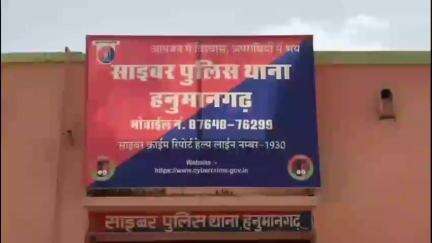 आमजन में विश्वास, अपराधियों में भय
साइबर पुलिस थाना
हनुमानगढ़
मोबाईल नं. 87640-76299
साइबर क्राईम रिपोर्ट हेल्प लाईन नम्बर-1930
Website :-
https://www.cybercrime.gov.in
साइबर पुलिस थाना हनुमानगढ़